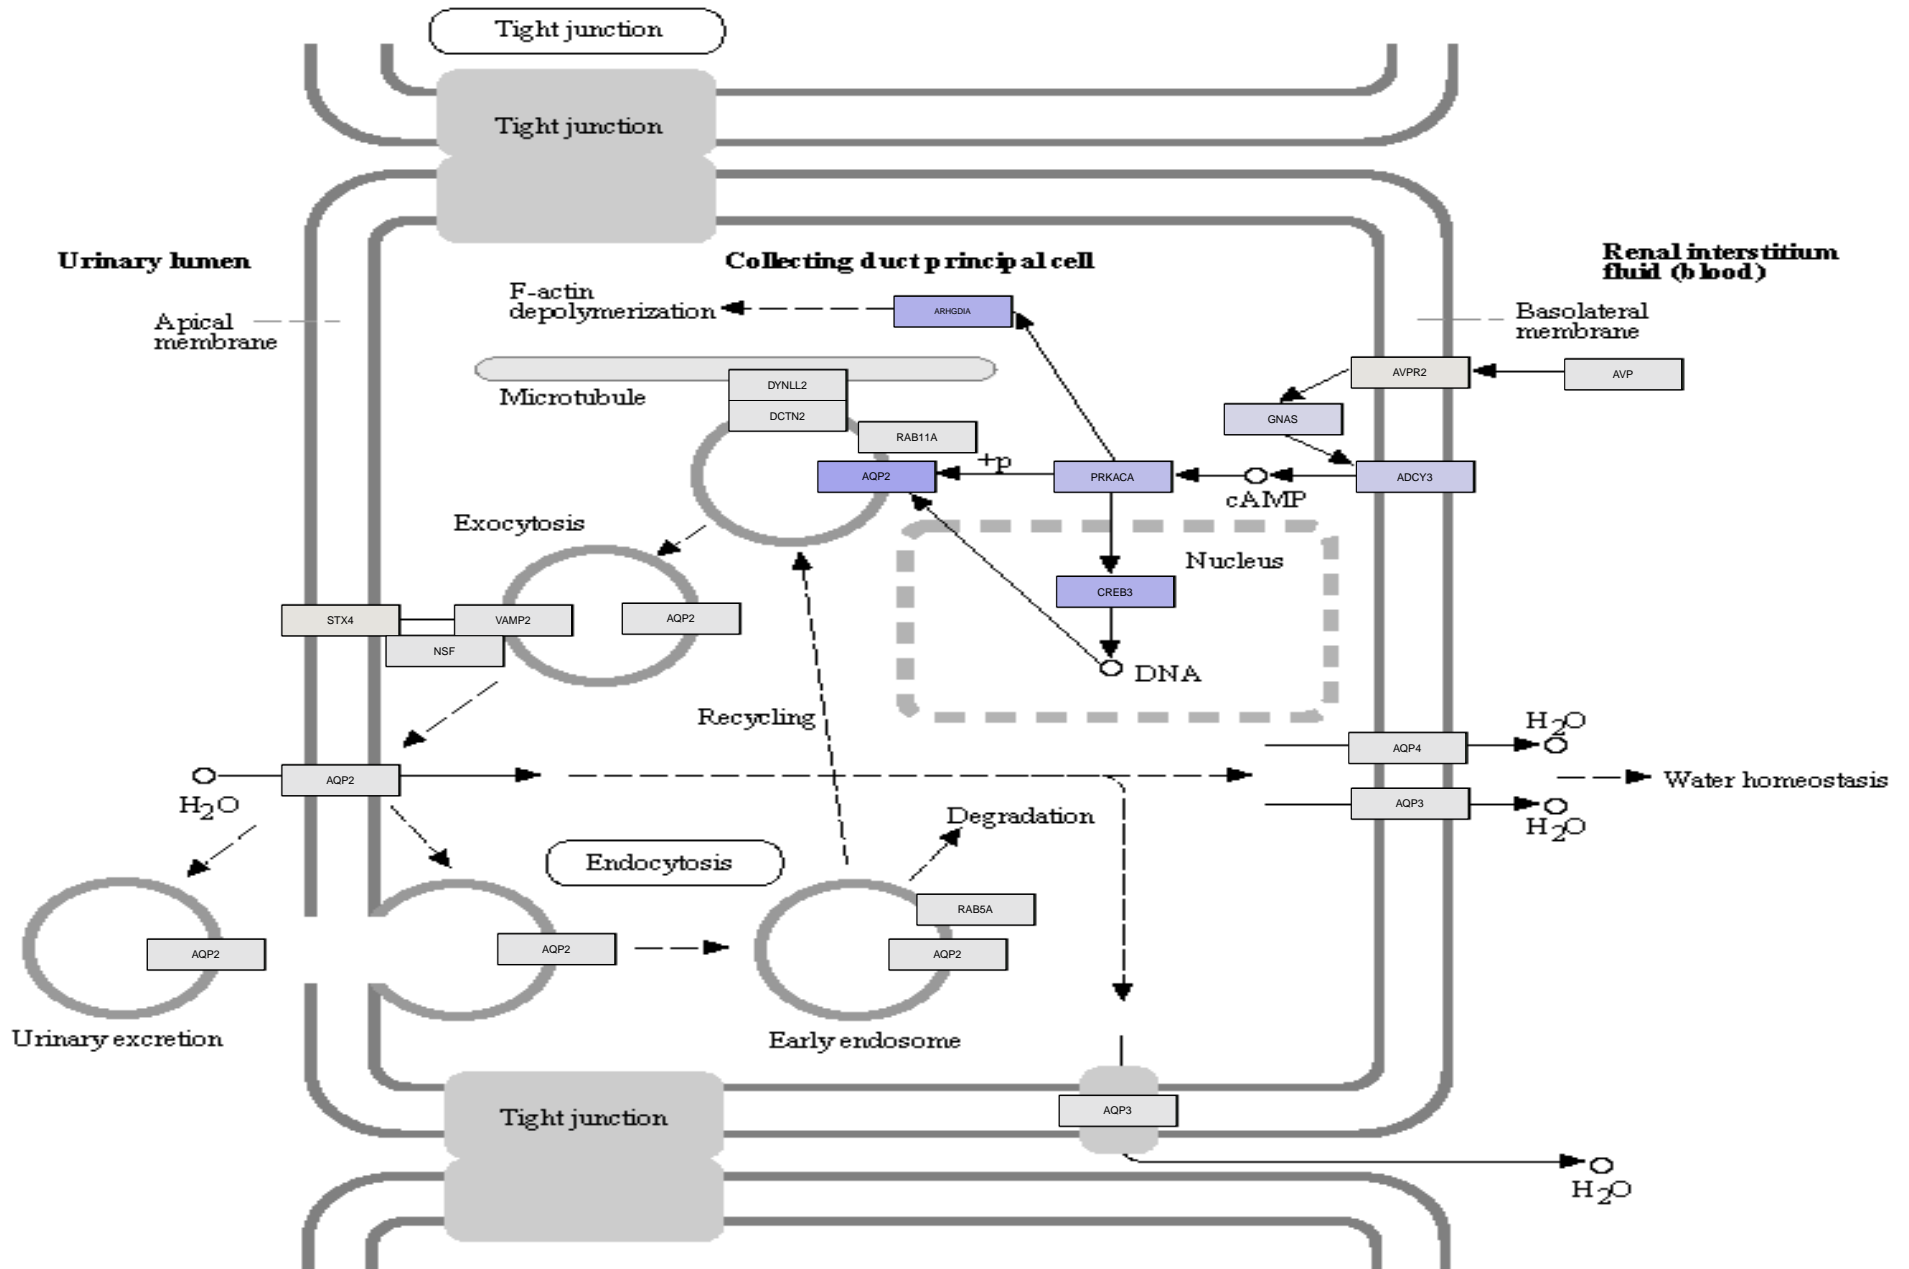 Tight junction
Tight junction
Urinary lumen
Collecting duct principal cell
Renal interstitium
fluid (blood)
F-actin
depolymerization
ARHGDIA
Apical
membrane
Basolateral
membrane
Microtubule
DYNLL2
DCTN2
RAB11A
AVPR2
AVP
GNAS
AQP2
+p
PRKACA
cAMP
ADCY3
Exocytosis
Nucleus
CREB3
STX4
VAMP2
AQP2
NSF
DNA
Recycling
H2O
AQP4
AQP2
H2O
Water homeostasis
AQP3
H2O
Degradation
Endocytosis
RAB5A
AQP2
AQP2
AQP2
Urinary excretion
Early endosome
Tight junction
AQP3
H2O